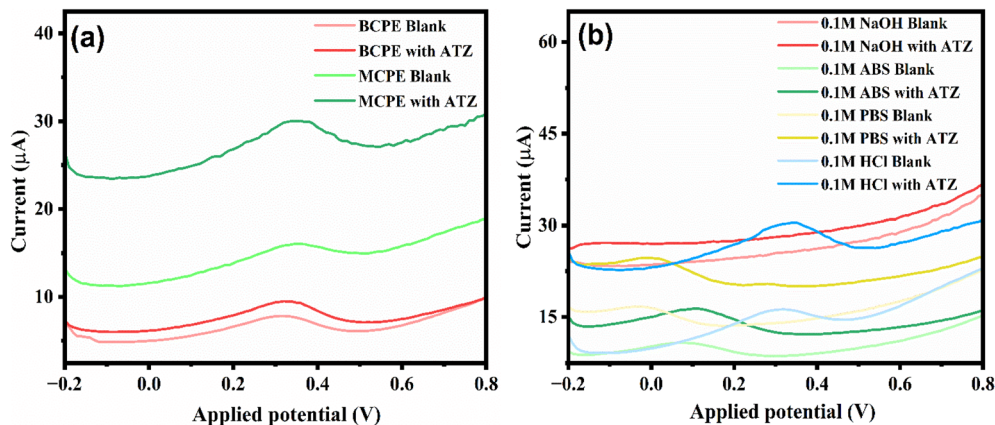 (a)
BCPE Blank
BCPE with ATZ
MCPE Blank
MCPE with ATZ
40
30
20
10
Current (μA)
−0.2 0.0 0.2 0.4 0.6 0.8
Applied potential (V)
(b)
0.1M NaOH Blank
0.1M NaOH with ATZ
0.1M ABS Blank
0.1M ABS with ATZ
0.1M PBS Blank
0.1M PBS with ATZ
0.1M HCl Blank
0.1M HCl with ATZ
60
45
30
15
Current (μA)
−0.2 0.0 0.2 0.4 0.6 0.8
Applied potential (V)